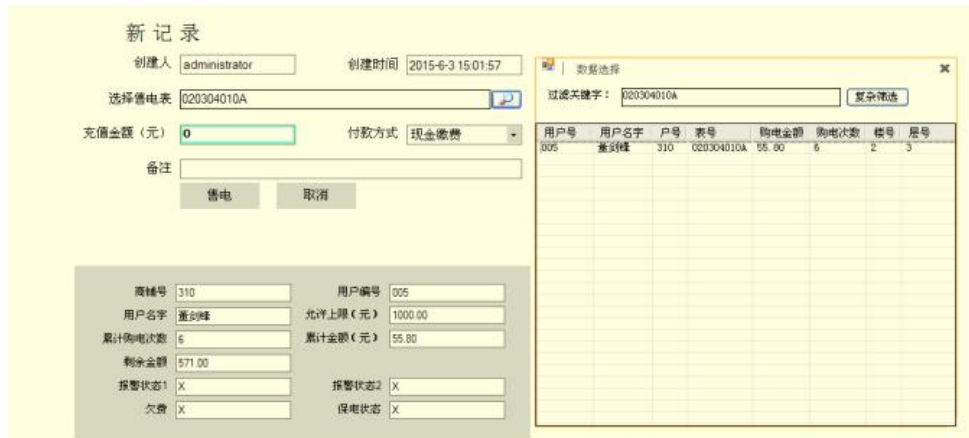 新记录
创建人 administrator 创建时间 2015-6-3 15:01:57
选择售电表 020304010A
充值金额（元） 0 付款方式 现金缴费
备注
售电 取消
商铺号 310 用户编号 005
用户名字 董剑峰 允许上限（元） 1000.00
累计购电次数 6 累计金额（元） 55.80
剩余金额 571.00
报警状态1 X 报警状态2 X
欠费 X 保电状态 X
数据选择
过滤关键字： 020304010A 复杂筛选
用户号 用户名字 户号 表号 购电金额 购电次数 楼号 层号
005 董剑峰 310 020304010A 55.80 6 2 3